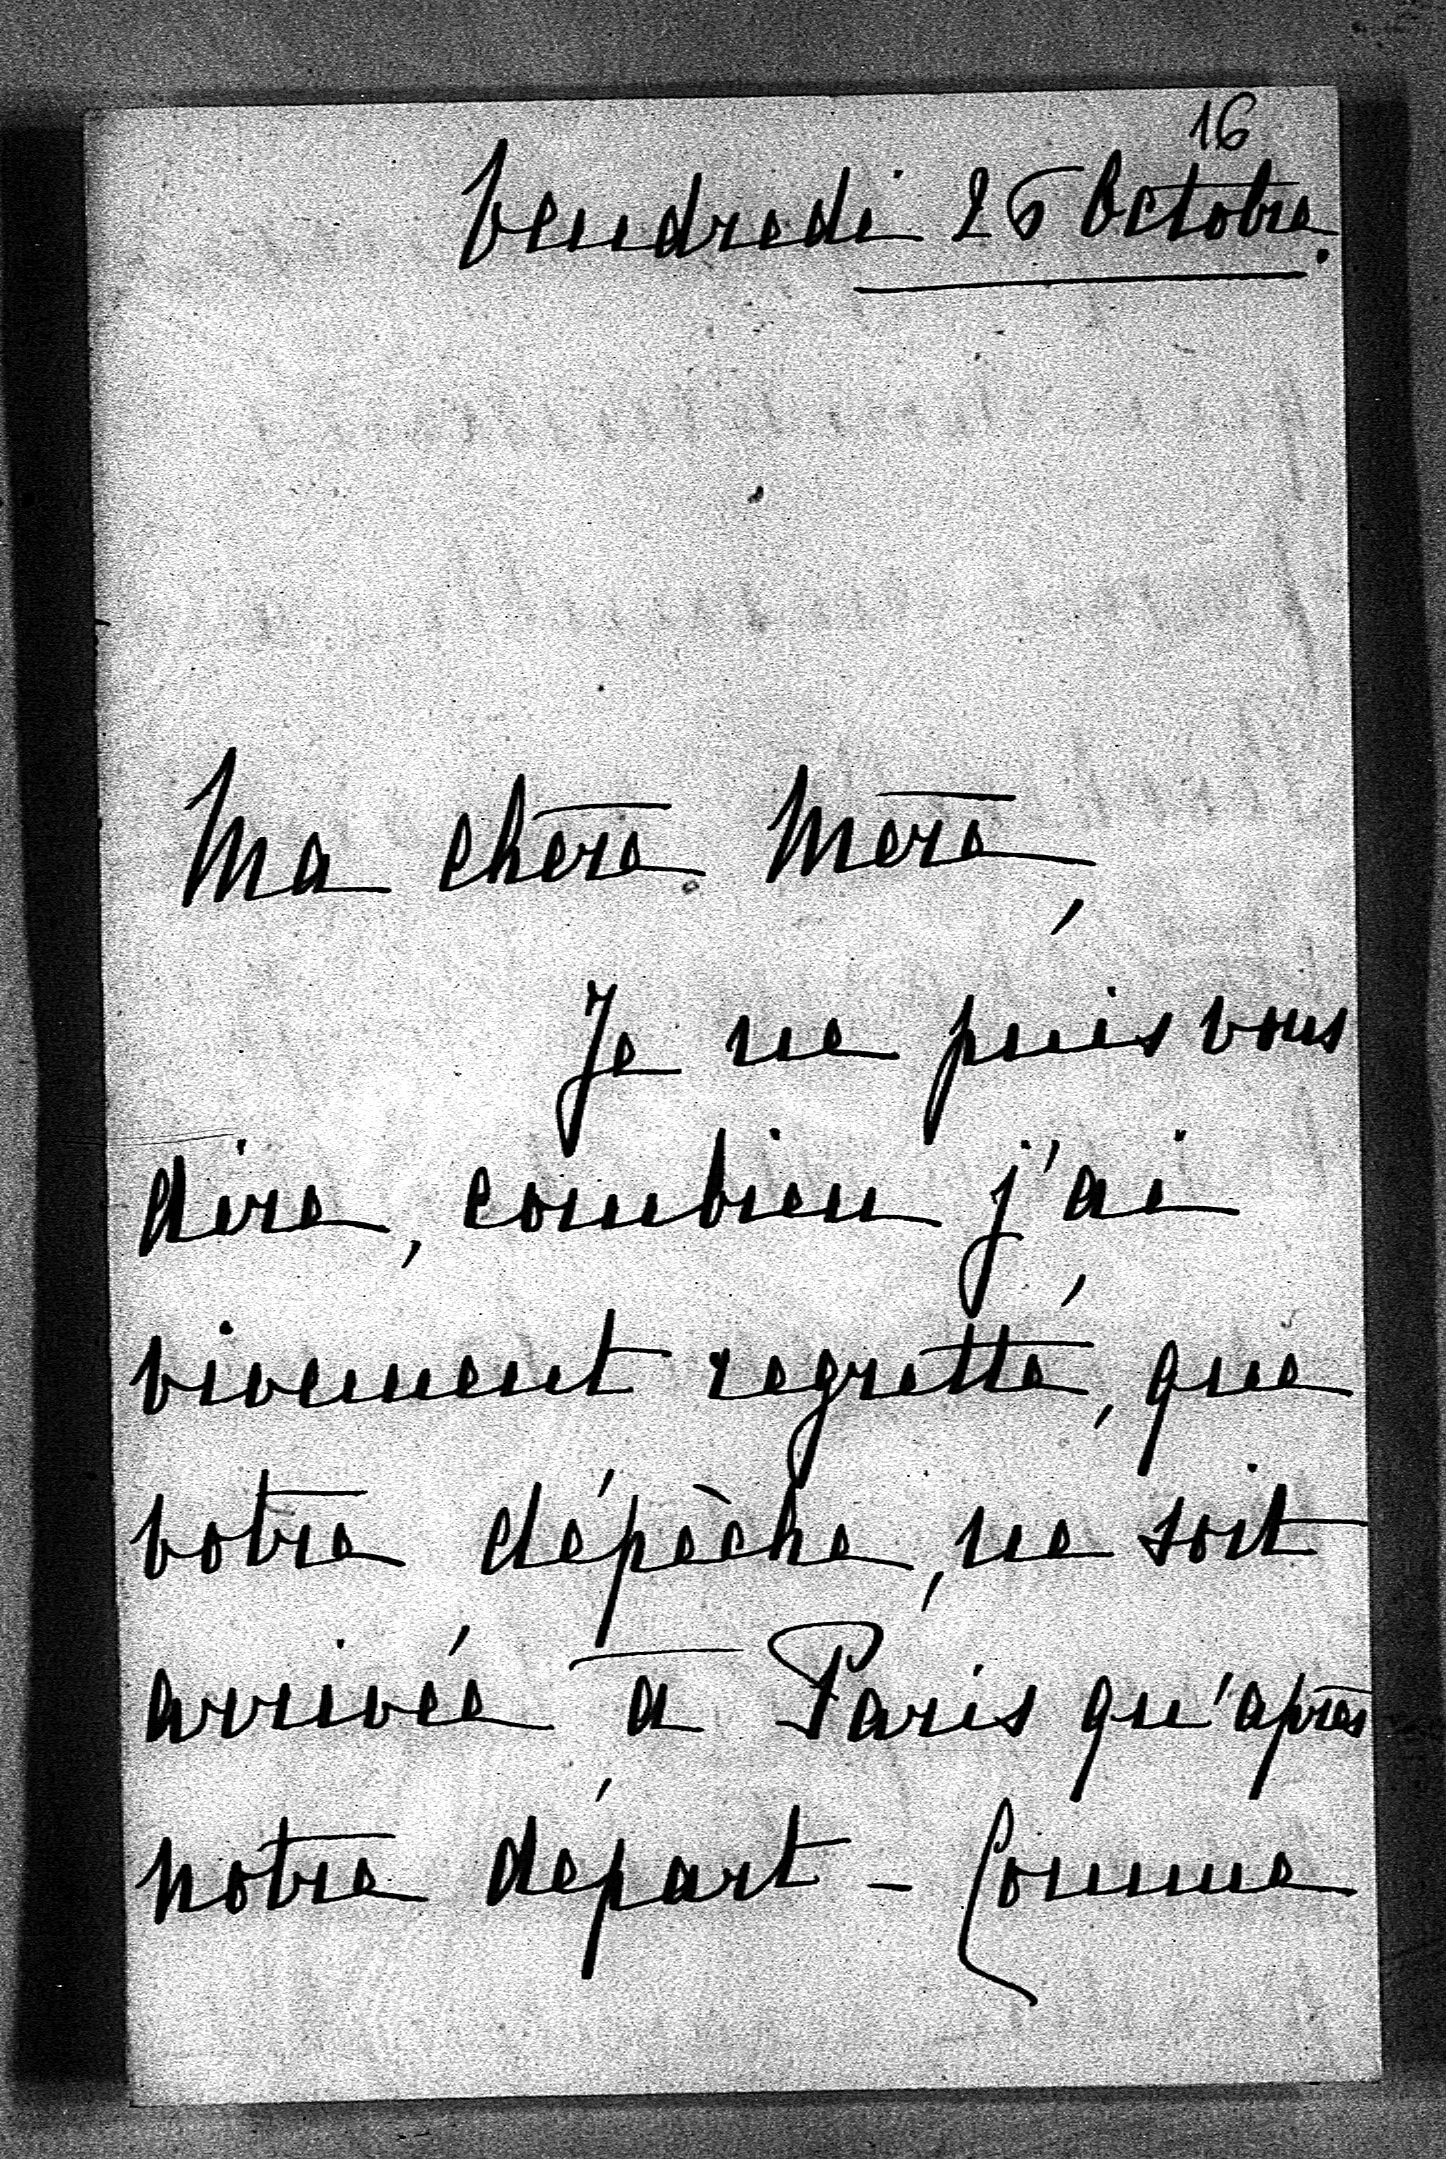 16
Vendredi 26 Octobre.
Ma chère Mère,
Je ne puis vous
dire, combien j'ai
vivement regretté, que
votre dépèche, ne soit
arrivée à Paris qu'après
notre départ - Comme